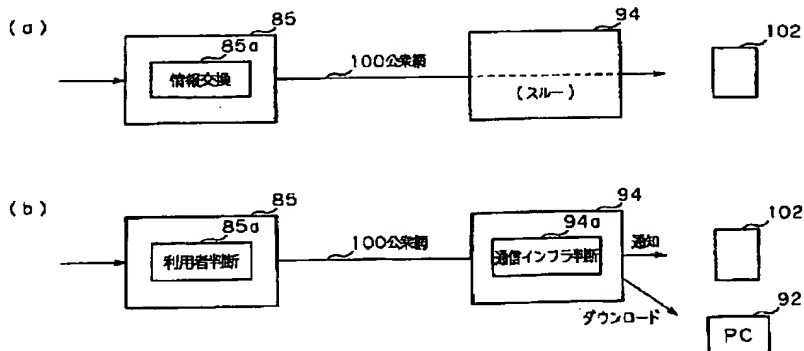 (a)
85
85a
情報交換
100公衆網
94
(スルー)
102
(b)
85
85a
利用者判断
100公衆網
94
94a
通信インフラ判断
通知
102
ダウンロード
92
PC